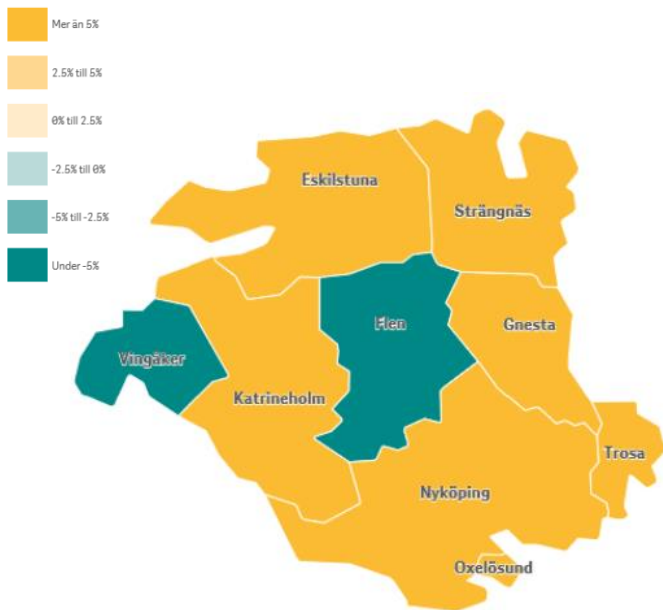 Mer än 5%
2.5% till 5%
0% till 2.5%
-2.5% till 0%
-5% till -2.5%
Under -5%
Eskilstuna
Strängnäs
Flen
Gnesta
Vingåker
Katrineholm
Trosa
Nyköping
Oxelösund